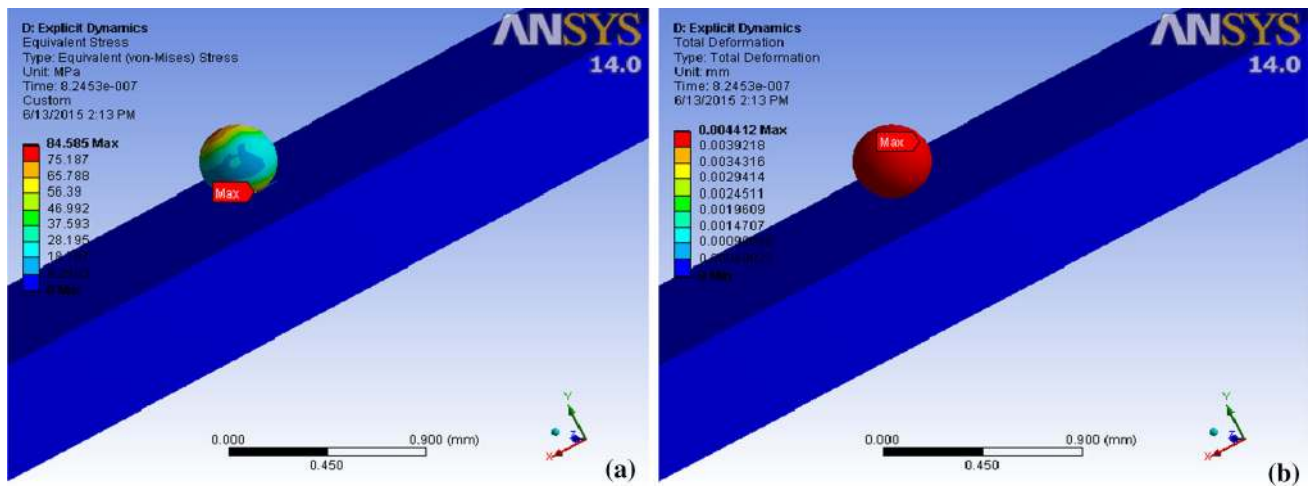 D: Explicit Dynamics
Equivalent Stress
Type: Equivalent (von-Mises) Stress
Unit: MPa
Time: 8.2453e-007
Custom
6/13/2015 2:13 PM
84.585 Max
75.187
65.788
56.39
46.992
37.593
28.195
0 Min
Max
ANSYS
14.0
0.000
0.900 (mm)
0.450
Y
Z
X
(a)
D: Explicit Dynamics
Total Deformation
Type: Total Deformation
Unit: mm
Time: 8.2453e-007
6/13/2015 2:13 PM
0.004412 Max
0.0039218
0.0034316
0.0029414
0.0024511
0.0019609
0.0014707
0 Min
Max
ANSYS
14.0
0.000
0.900 (mm)
0.450
Y
Z
X
(b)